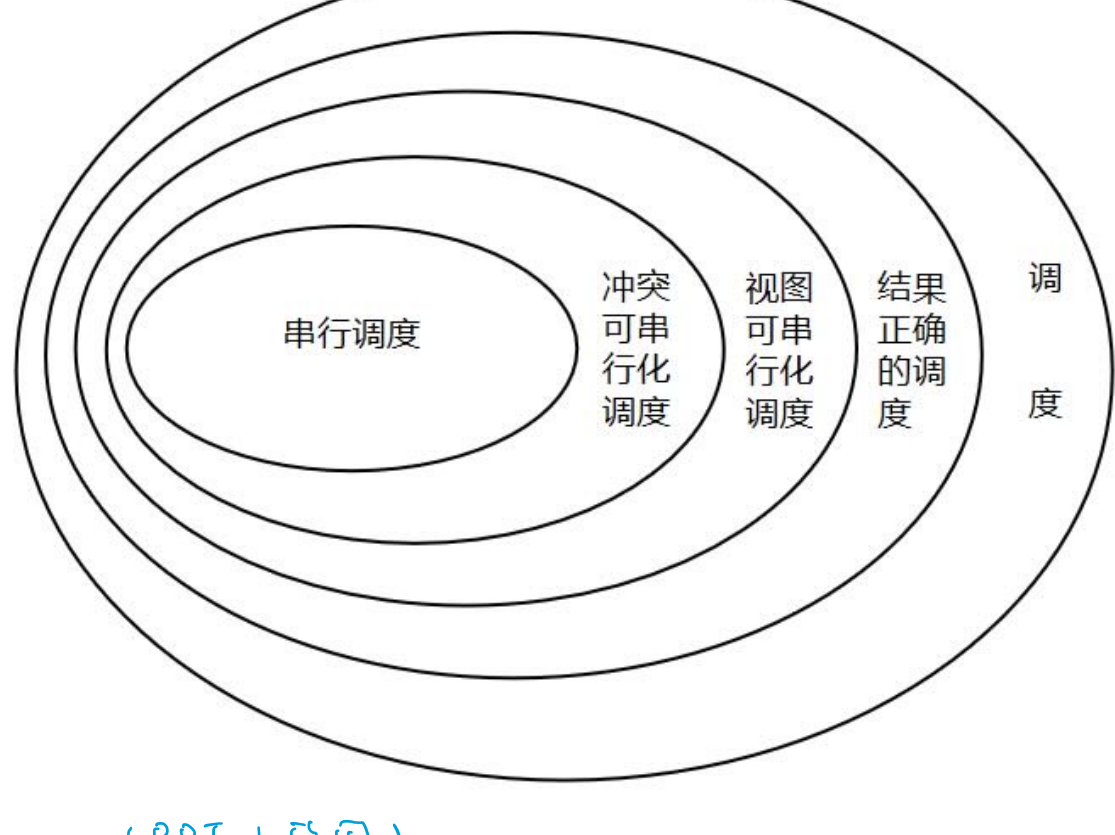 串行调度
冲突
可串
行化
调度
视图
可串
行化
调度
结果
正确
的调
度
调
度